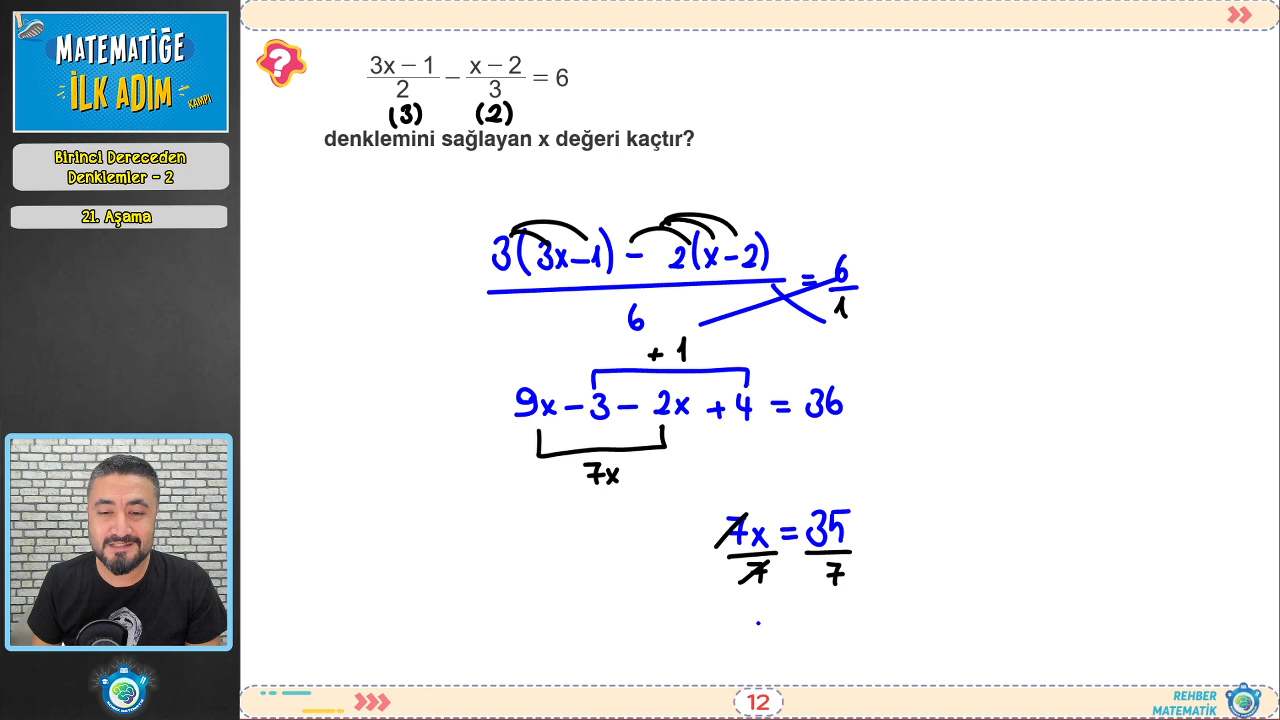 MATEMATİĞE
İLK ADIM
KAMPI
Birinci Dereceden
Denklemler - 2
21. Aşama
?
3x − 1 / 2 − x − 2 / 3 = 6
(3) (2)
denklemini sağlayan x değeri kaçtır?
3(3x−1) − 2(x−2) / 6 = 6 / 1
+ 1
9x − 3 − 2x + 4 = 36
7x
7x / 7 = 35 / 7
12
REHBER
MATEMATİK
REHBER MATEMATİK